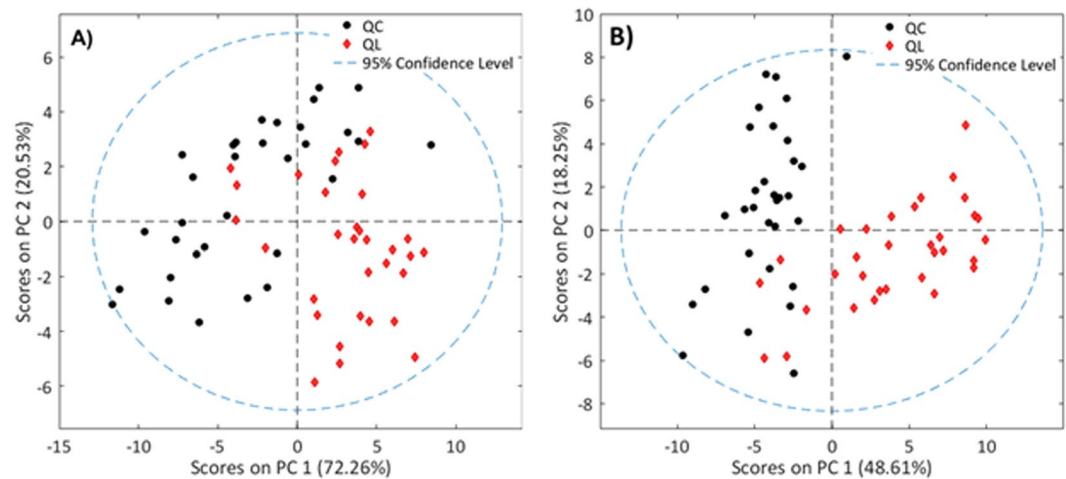 A)
QC
QL
95% Confidence Level
6
4
2
0
-2
-4
-6
-15
-10
-5
0
5
10
Scores on PC 2 (20.53%)
Scores on PC 1 (72.26%)
B)
QC
QL
95% Confidence Level
10
8
6
4
2
0
-2
-4
-6
-8
-10
-5
0
5
10
Scores on PC 2 (18.25%)
Scores on PC 1 (48.61%)